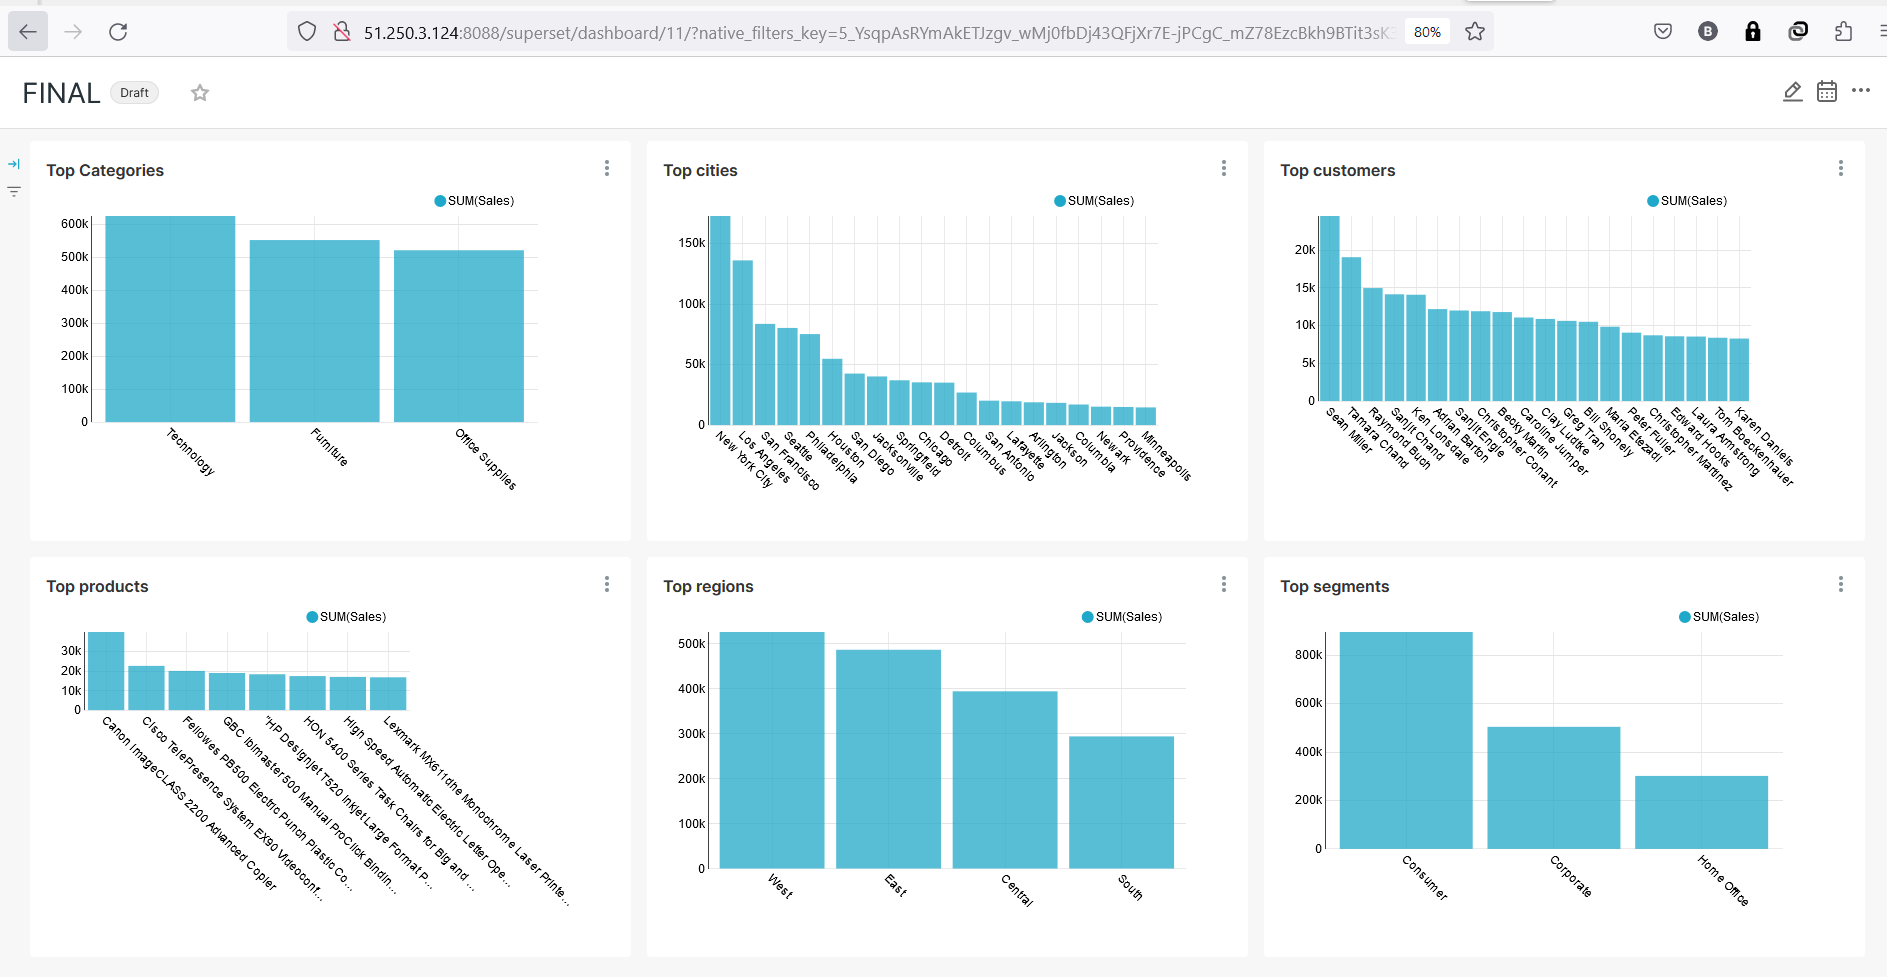 51.250.3.124:8088/superset/dashboard/11/?native_filters_key=5_YsqpAsRYmAkETJzgv_wMj0fbDj43QFjXr7E-jPCgC_mZ78EzcBkh9BTit3sK3
80%
B
FINAL
Draft
Top Categories
SUM(Sales)
600k
500k
400k
300k
200k
100k
0
Technology
Furniture
Office Supplies
Top cities
SUM(Sales)
150k
100k
50k
0
New York City
Los Angeles
San Francisco
Seattle
Philadelphia
Houston
San Diego
Jacksonville
Springfield
Chicago
Detroit
Columbus
San Antonio
Lafayette
Arlington
Jackson
Columbia
Newark
Providence
Minneapolis
Top customers
SUM(Sales)
20k
15k
10k
5k
0
Sean Miller
Tamara Chand
Raymond Buch
Sanjit Chand
Ken Lonsdale
Adrian Barton
Sanjit Engle
Christopher Conant
Becky Martin
Caroline Jumper
Clay Ludtke
Greg Tran
Bill Shonely
Maria Etezadi
Peter Fuller
Christopher Martinez
Edward Hooks
Laura Armstrong
Tom Boeckenhauer
Karen Daniels
Top products
SUM(Sales)
30k
20k
10k
0
Canon imageCLASS 2200 Advanced Copier
Cisco TelePresence System EX90 Videoconf...
Fellowes PB500 Electric Punch Plastic Co...
GBC Ibimaster 500 Manual ProClick Bindin...
"HP Designjet T520 Inkjet Large Format P...
HON 5400 Series Task Chairs for Big and ...
High Speed Automatic Electric Letter Ope...
Lexmark MX611dhe Monochrome Laser Printe...
Top regions
SUM(Sales)
500k
400k
300k
200k
100k
0
West
East
Central
South
Top segments
SUM(Sales)
800k
600k
400k
200k
0
Consumer
Corporate
Home Office